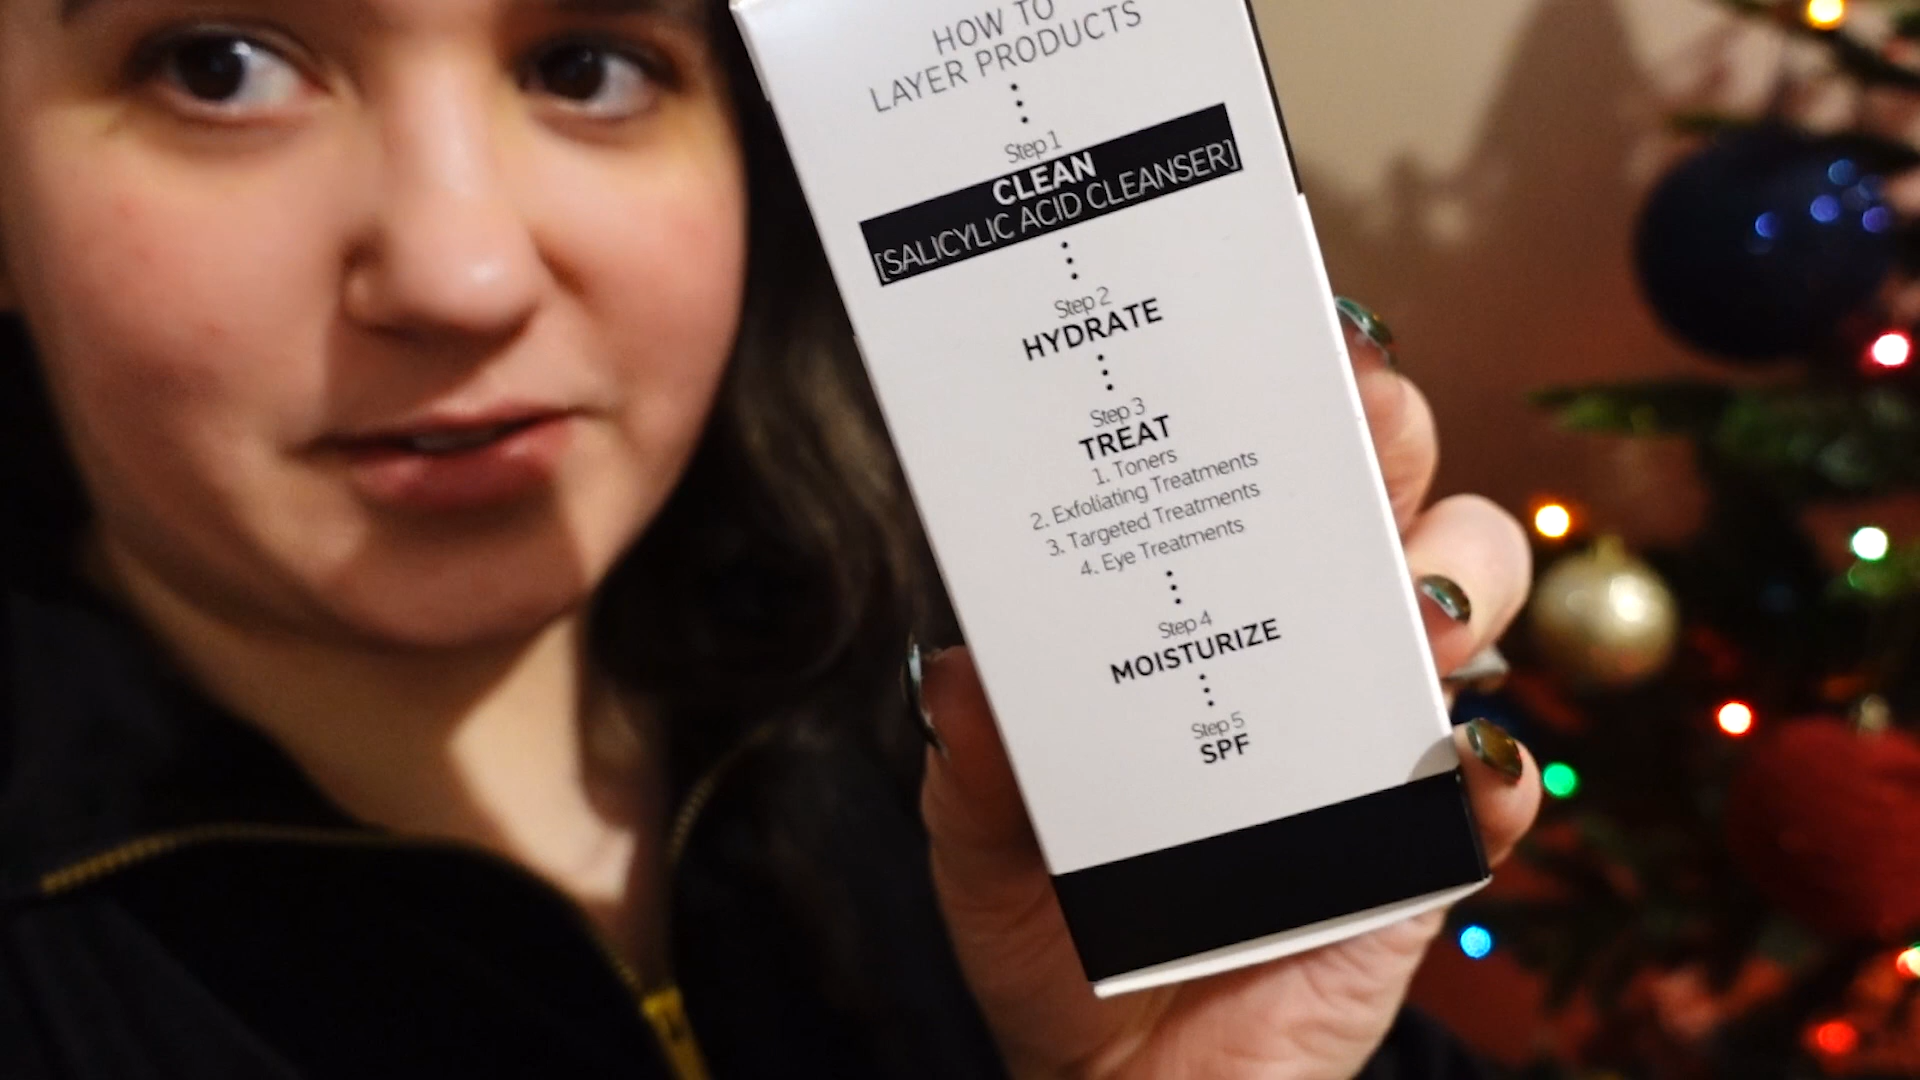 HOW TO
LAYER PRODUCTS
Step 1
CLEAN
[SALICYLIC ACID CLEANSER]
Step 2
HYDRATE
Step 3
TREAT
1. Toners
2. Exfoliating Treatments
3. Targeted Treatments
4. Eye Treatments
Step 4
MOISTURIZE
Step 5
SPF